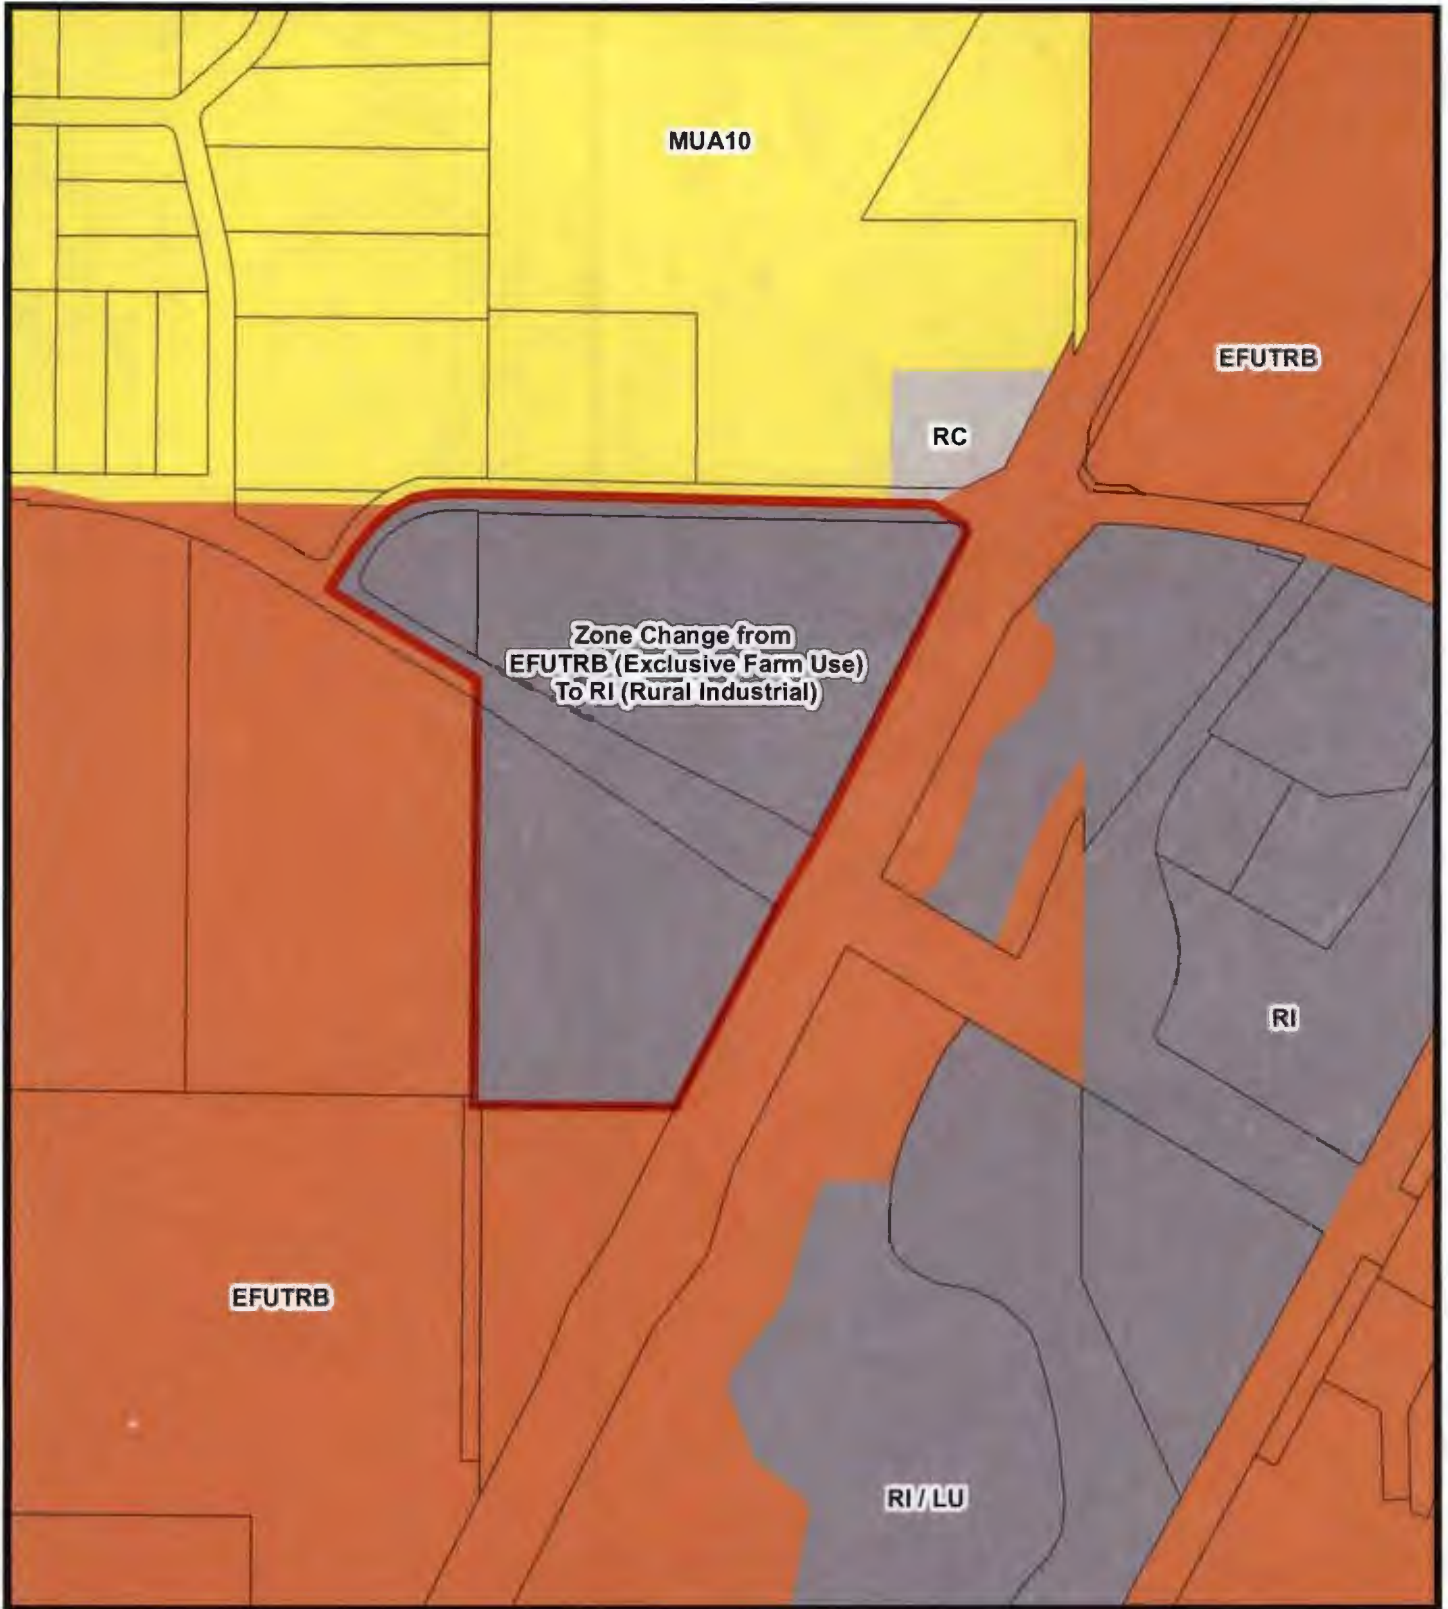 MUA10
EFUTRB
RC
Zone Change from
EFUTRB (Exclusive Farm Use)
To RI (Rural Industrial)
RI
EFUTRB
RI / LU